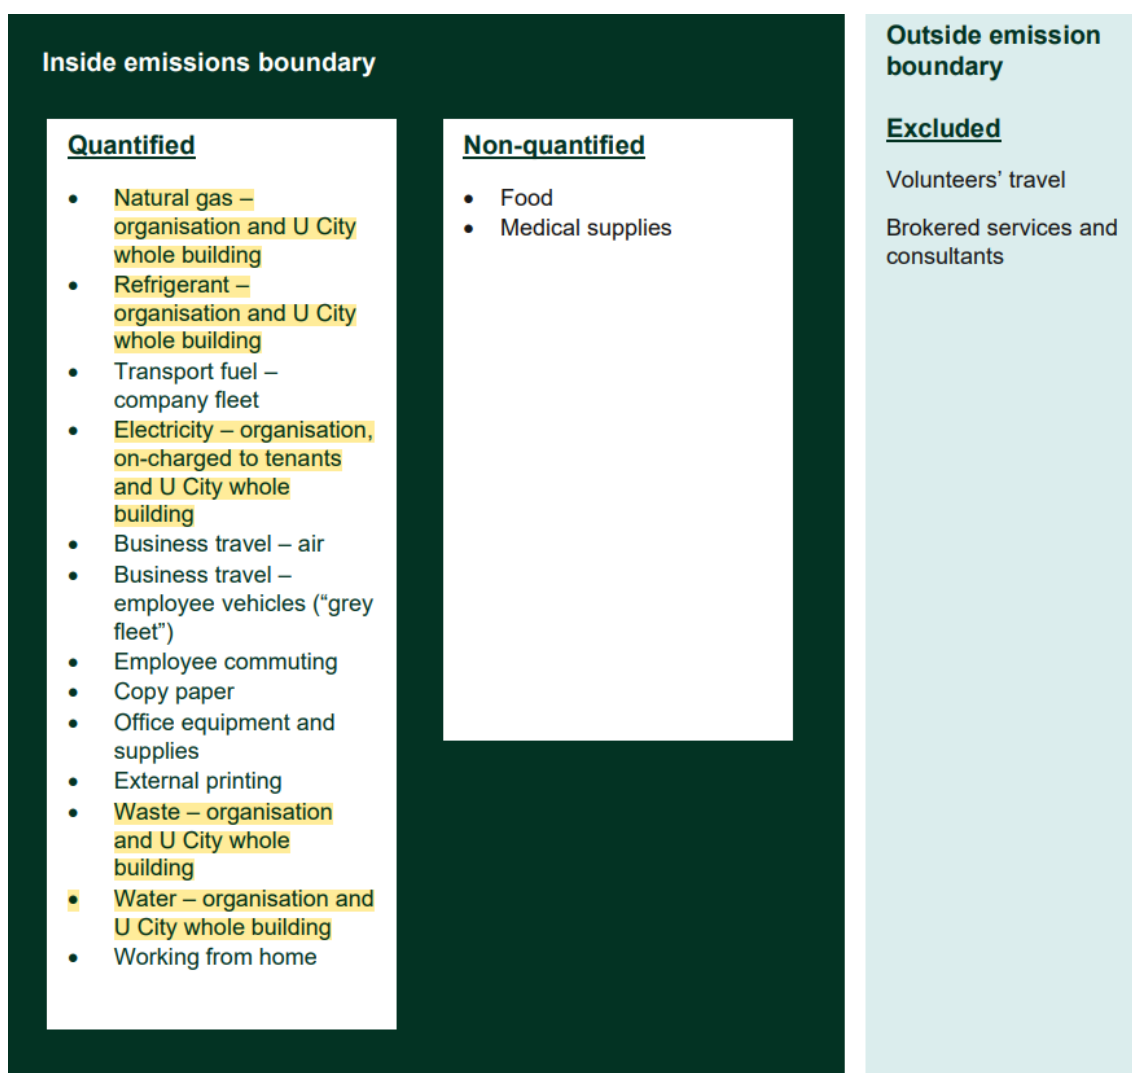 Inside emissions boundary
Quantified
• Natural gas –
organisation and U City
whole building
• Refrigerant –
organisation and U City
whole building
• Transport fuel –
company fleet
• Electricity – organisation,
on-charged to tenants
and U City whole
building
• Business travel – air
• Business travel –
employee vehicles (“grey
fleet”)
• Employee commuting
• Copy paper
• Office equipment and
supplies
• External printing
• Waste – organisation
and U City whole
building
• Water – organisation and
U City whole building
• Working from home
Non-quantified
• Food
• Medical supplies
Outside emission
boundary
Excluded
Volunteers’ travel
Brokered services and
consultants